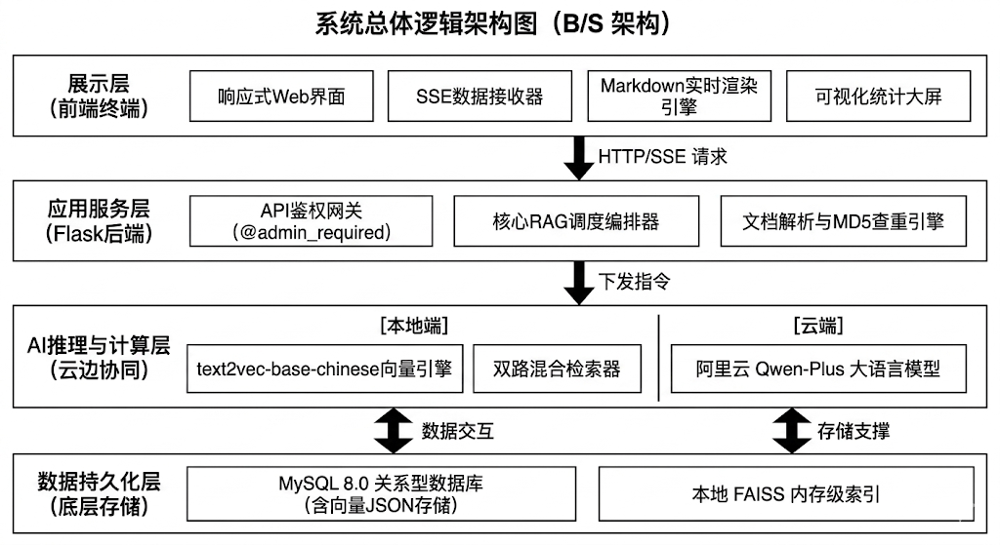 系统总体逻辑架构图（B/S 架构）
展示层
（前端终端）
响应式Web界面
SSE数据接收器
Markdown实时渲染
引擎
可视化统计大屏
HTTP/SSE 请求
应用服务层
（Flask后端）
API鉴权网关
（@admin_required）
核心RAG调度编排器
文档解析与MD5查重引擎
下发指令
AI推理与计算层
（云边协同）
[本地端]
text2vec-base-chinese向量引擎
双路混合检索器
[云端]
阿里云 Qwen-Plus 大语言模型
数据交互
存储支撑
数据持久化层
（底层存储）
MySQL 8.0 关系型数据库
（含向量JSON存储）
本地 FAISS 内存级索引